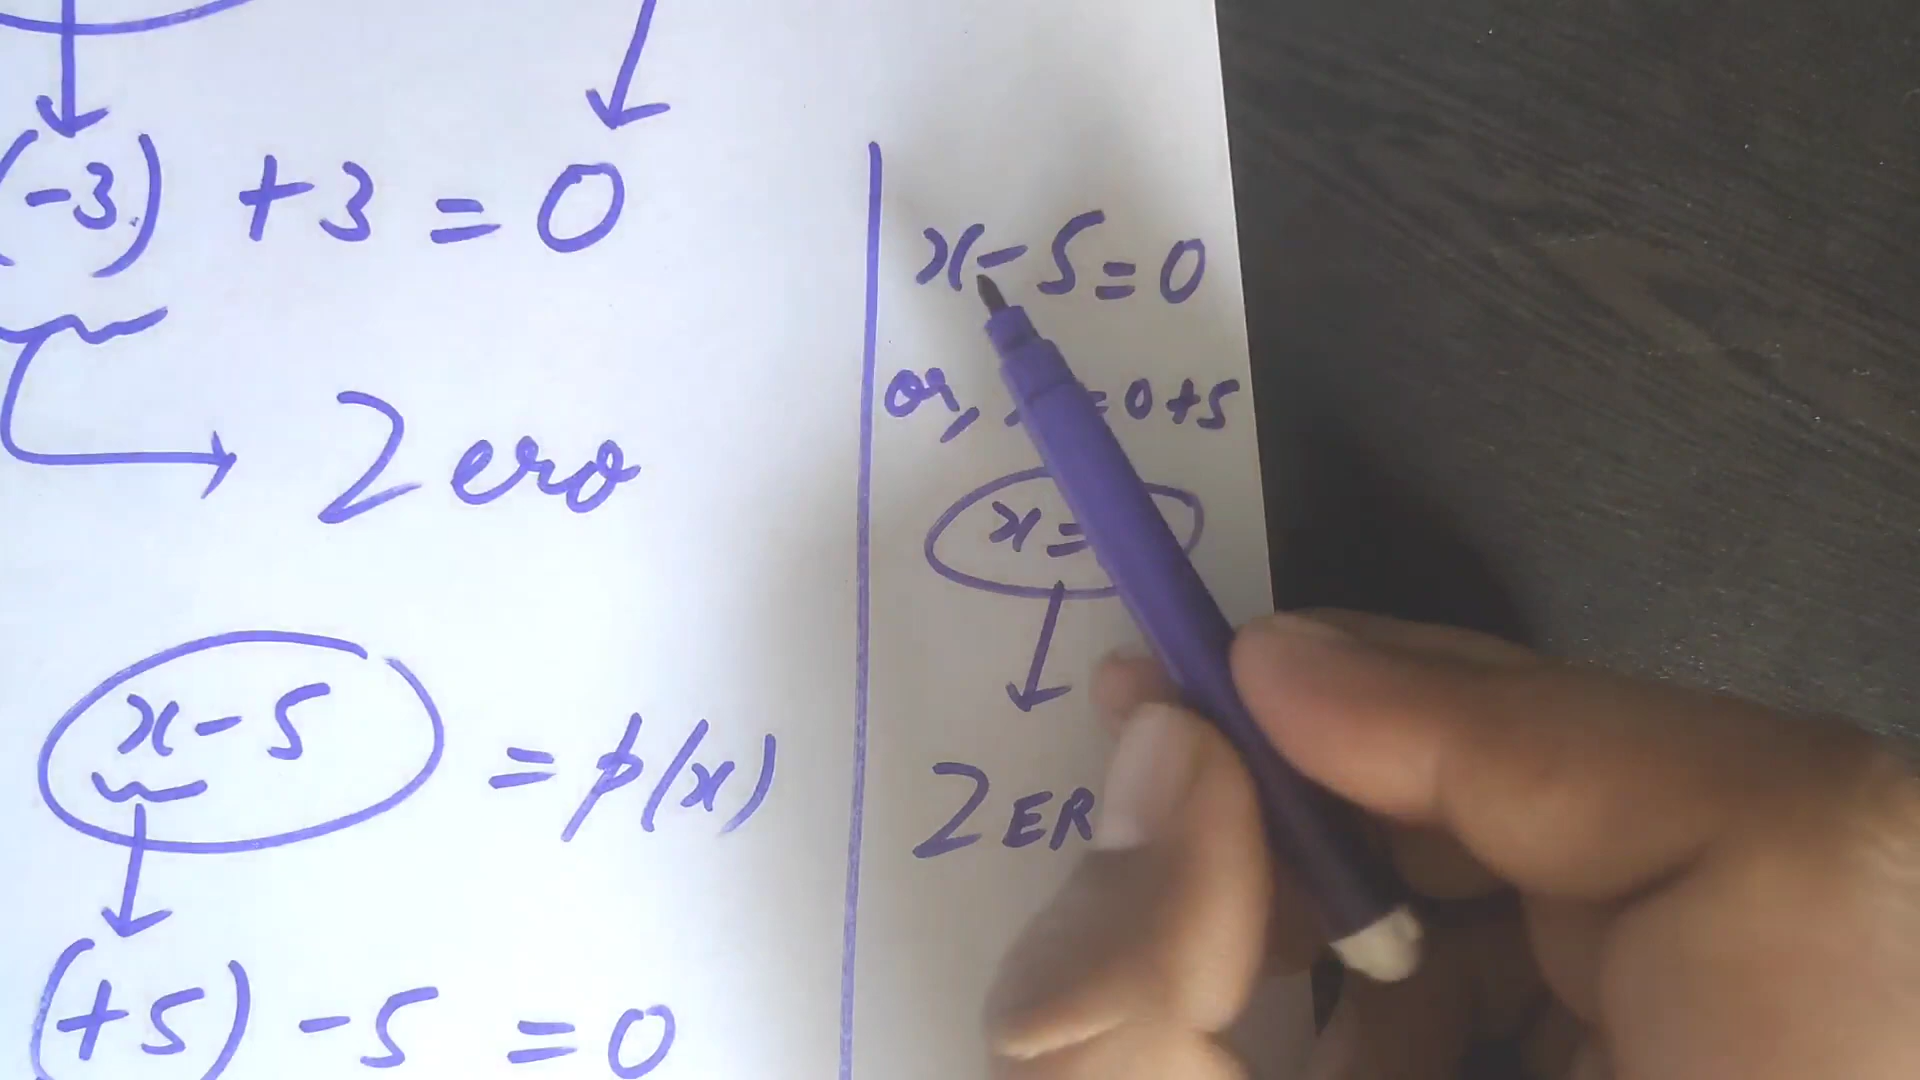 (-3) + 3 = 0
Zero
x - 5 = p(x)
(+5) - 5 = 0
x - 5 = 0
or, = 0 + 5
x =
ZER